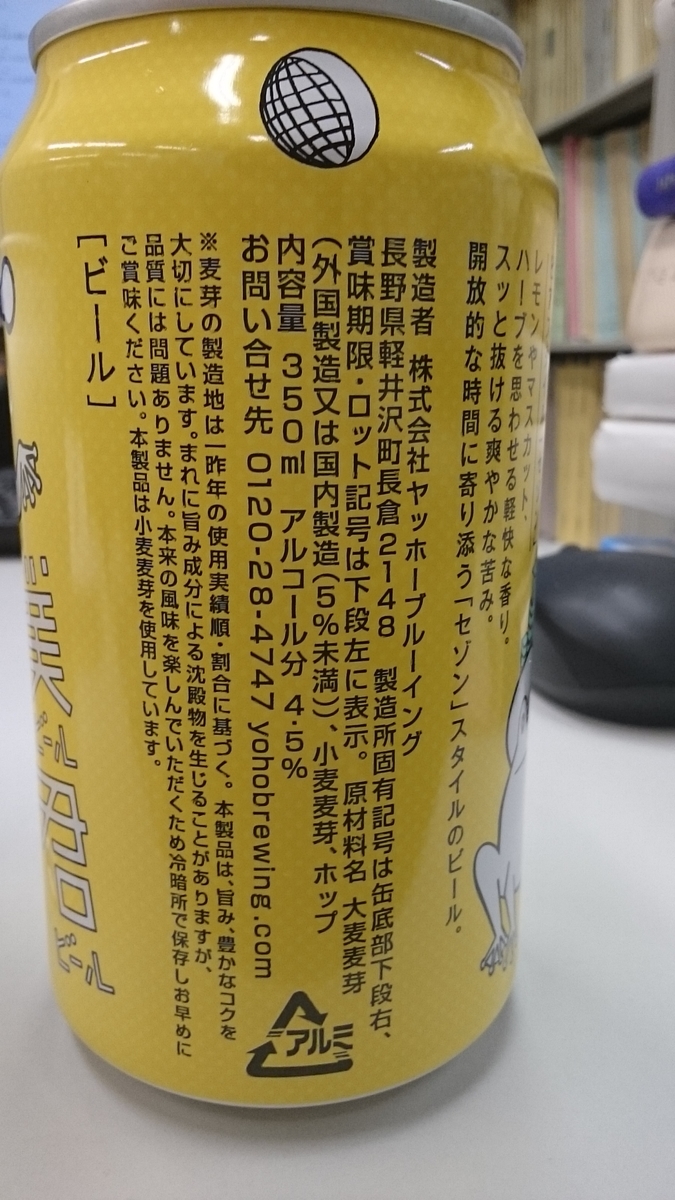 レモンやマスカット、
ハーブを思わせる軽快な香り。
スッと抜ける爽やかな苦み。
開放的な時間に寄り添う「セゾン」スタイルのビール。
製造者 株式会社ヤッホーブルーイング
長野県軽井沢町長倉2148 製造所固有記号は缶底部下段右、
賞味期限・ロット記号は下段左に表示。原材料名 大麦麦芽
(外国製造又は国内製造(5%未満))、小麦麦芽、ホップ
内容量 350ml アルコール分 4.5%
お問い合せ先 0120-28-4747 yohobrewing.com
※麦芽の製造地は一昨年の使用実績順・割合に基づく。本製品は、旨み、豊かなコクを
大切にしています。まれに旨み成分による沈殿物を生じることがありますが、
品質には問題ありません。本来の風味を楽しんでいただくため冷暗所で保存しお早めに
ご賞味ください。本製品は小麦麦芽を使用しています。
[ビール]
ビール
ビール
アルミ